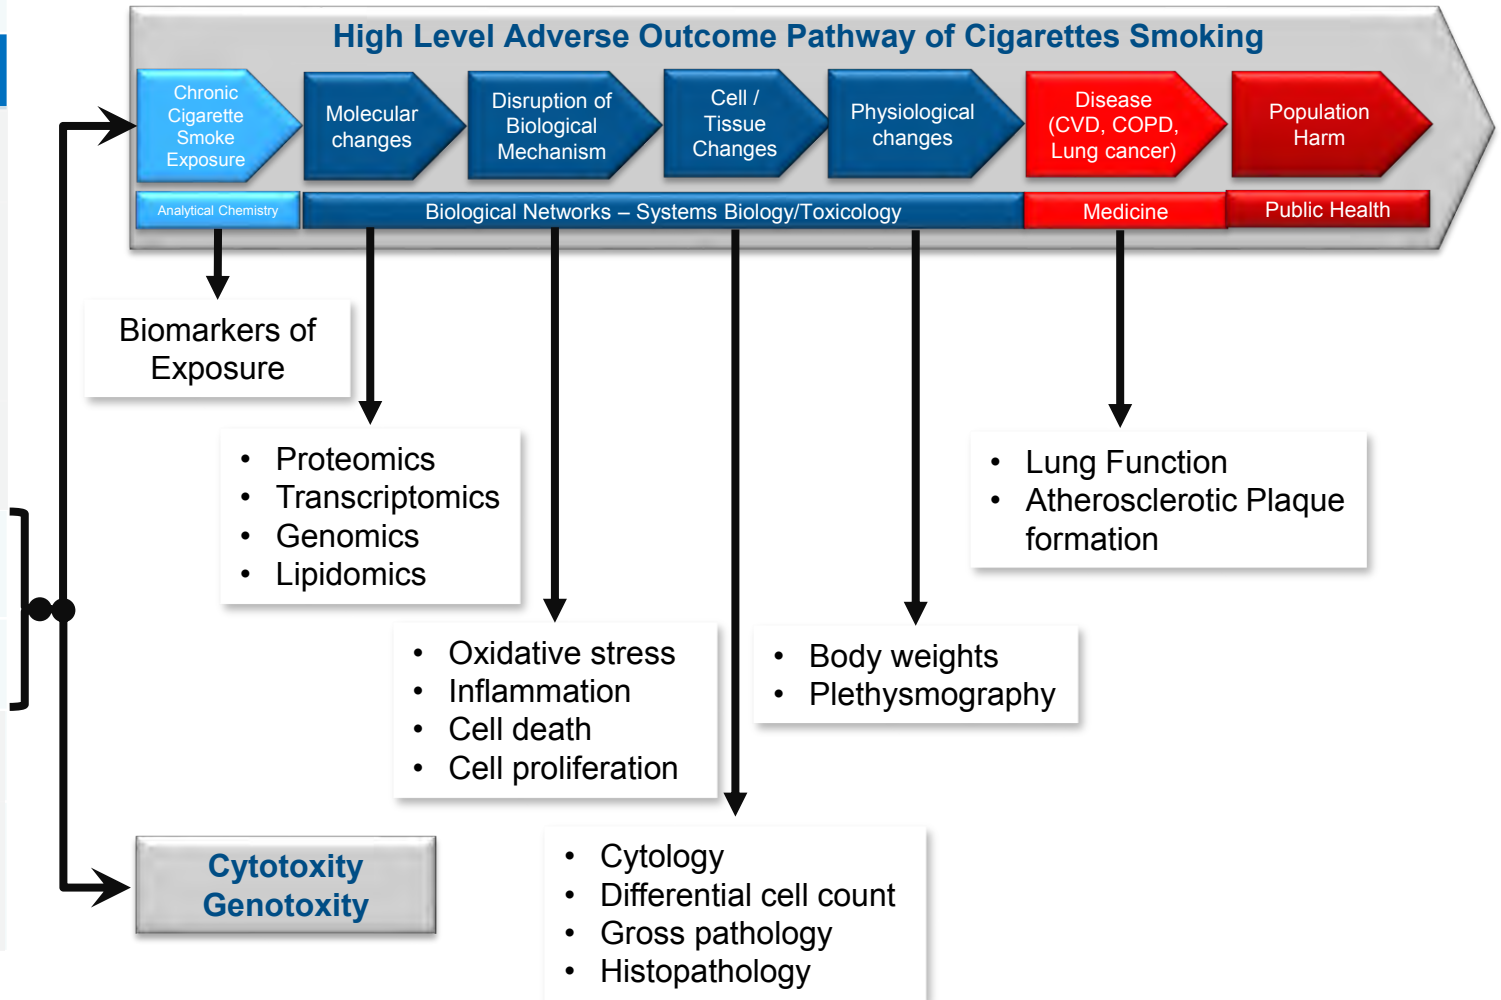 High Level Adverse Outcome Pathway of Cigarettes Smoking
Chronic
Cigarette
Smoke
Exposure
Molecular
changes
Disruption of
Biological
Mechanism
Cell /
Tissue
Changes
Physiological
changes
Disease
(CVD, COPD,
Lung cancer)
Population
Harm
Analytical Chemistry
Biological Networks – Systems Biology/Toxicology
Medicine
Public Health
Biomarkers of
Exposure
• Proteomics
• Transcriptomics
• Genomics
• Lipidomics
• Lung Function
• Atherosclerotic Plaque
formation
• Oxidative stress
• Inflammation
• Cell death
• Cell proliferation
• Body weights
• Plethysmography
Cytotoxity
Genotoxity
• Cytology
• Differential cell count
• Gross pathology
• Histopathology